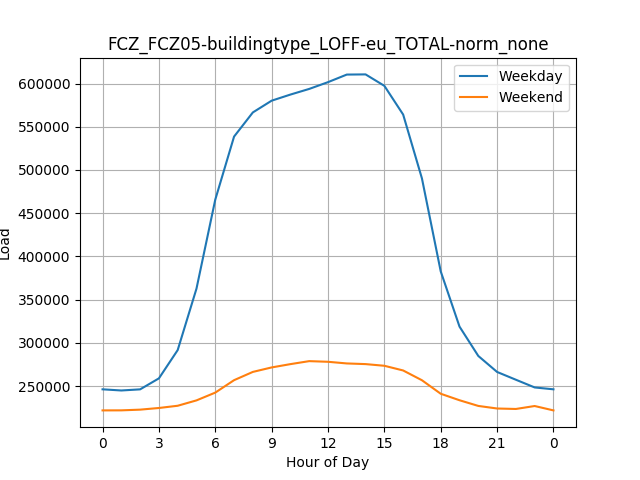 FCZ_FCZ05-buildingtype_LOFF-eu_TOTAL-norm_none
Weekday
Weekend
600000
550000
500000
450000
400000
350000
300000
250000
Load
0 3 6 9 12 15 18 21 0
Hour of Day